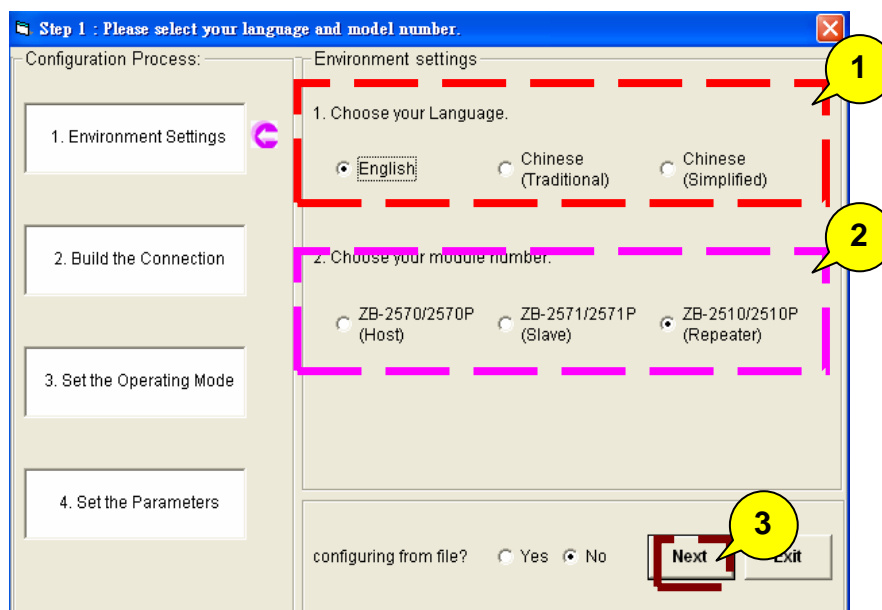 Step 1 : Please select your language and model number.
Configuration Process:
1. Environment Settings
2. Build the Connection
3. Set the Operating Mode
4. Set the Parameters
Environment settings
1
1. Choose your Language.
English
Chinese
(Traditional)
Chinese
(Simplified)
2
2. Choose your module number.
ZB-2570/2570P
(Host)
ZB-2571/2571P
(Slave)
ZB-2510/2510P
(Repeater)
configuring from file?
Yes
No
3
Next
Exit